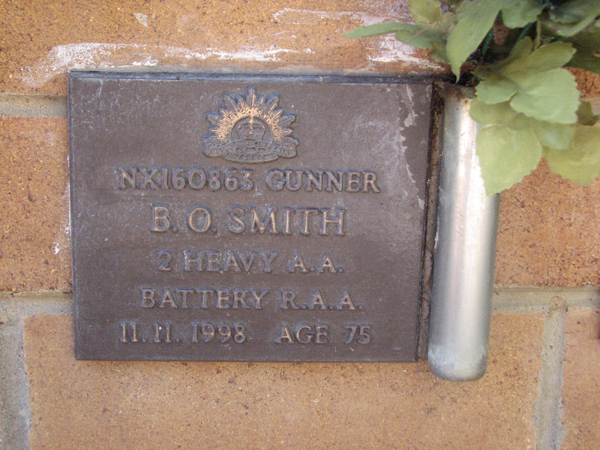 NX160863 GUNNER
B. O. SMITH
2 HEAVY A.A.
BATTERY R.A.A.
11.11.1998 AGE 75